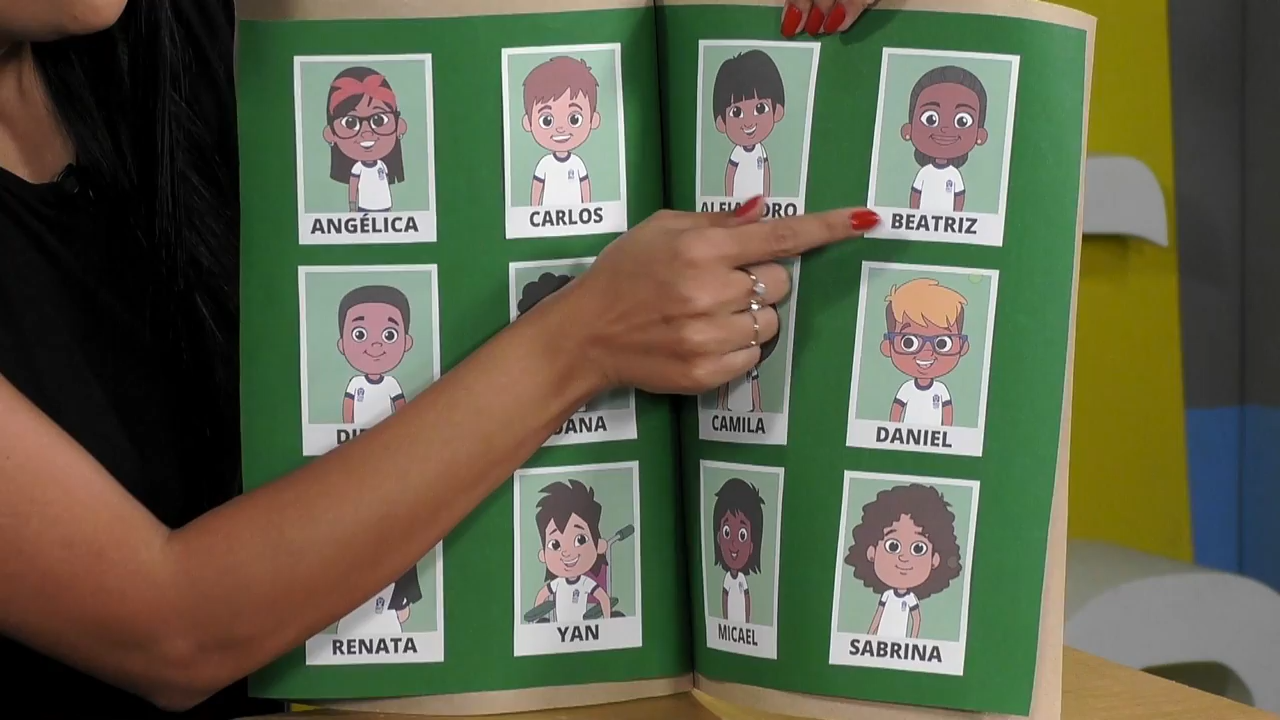 ANGÉLICA
CARLOS
BEATRIZ
CAMILA
DANIEL
RENATA
YAN
MICAEL
SABRINA